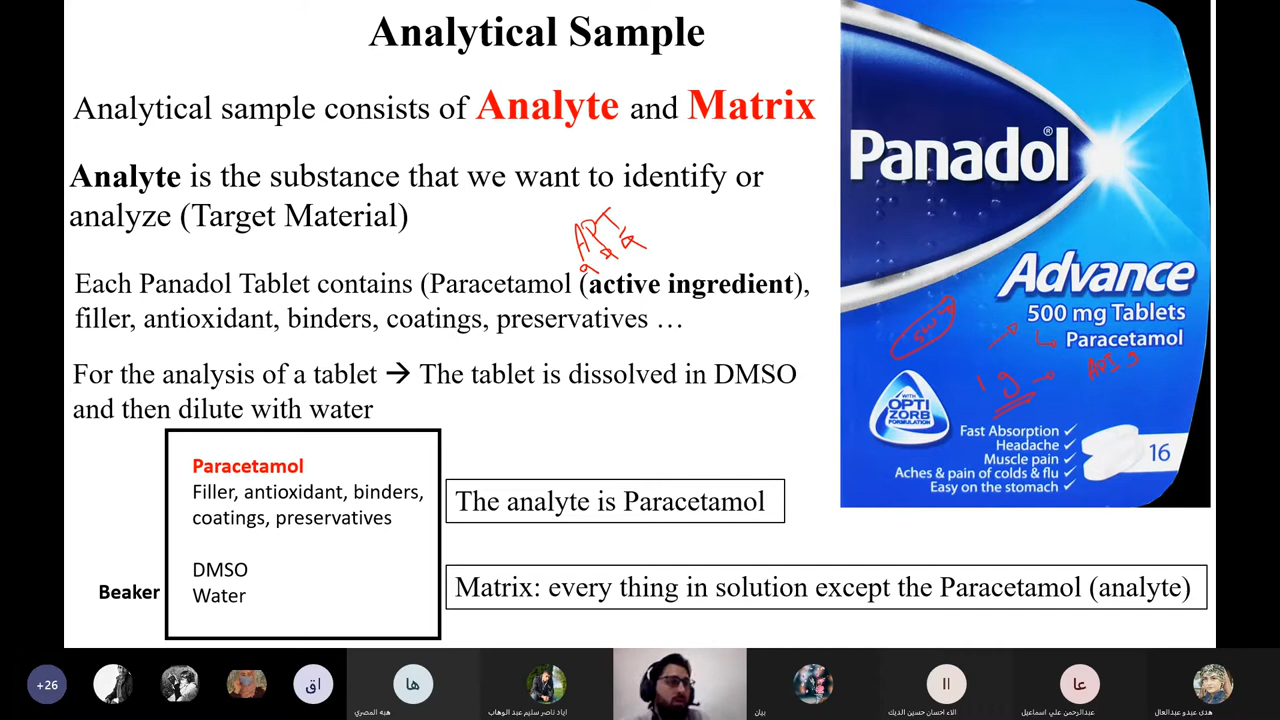 Analytical Sample
Analytical sample consists of Analyte and Matrix
Analyte is the substance that we want to identify or
analyze (Target Material)
Each Panadol Tablet contains (Paracetamol (active ingredient),
filler, antioxidant, binders, coatings, preservatives …
For the analysis of a tablet → The tablet is dissolved in DMSO
and then dilute with water
Paracetamol
Filler, antioxidant, binders,
coatings, preservatives
DMSO
Water
Beaker
The analyte is Paracetamol
Matrix: every thing in solution except the Paracetamol (analyte)
Panadol®
Advance
500 mg Tablets
Paracetamol
1 g
WITH
OPTI
ZORB
FORMULATION
Fast Absorption ✓
Headache ✓
Muscle pain ✓
Aches & pain of colds & flu ✓
Easy on the stomach ✓
16
+26
اق
ها
هبه المصري
اياد ناصر سليم عبد الوهاب
بيان
اا
الاء احسان حسين الديك
عا
عبدالرحمن علي اسماعيل
هدى عبدو عبدالعال